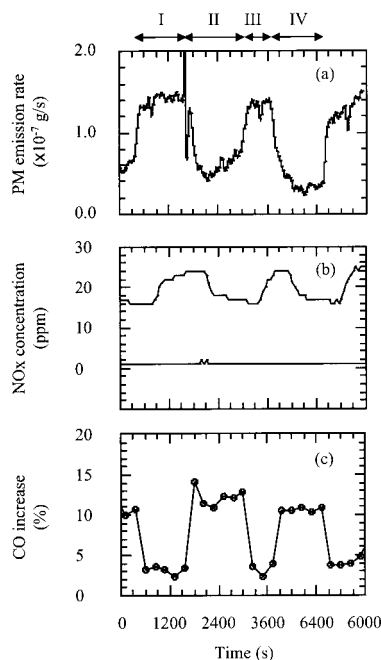 I II III IV
2.0
(a)
PM emission rate
(x10-7 g/s)
1.0
0.0
30
(b)
NOx concentration
(ppm)
20
10
0
20
(c)
CO increase
(%)
15
10
5
0
0 1200 2400 3600 6400 6000
Time (s)